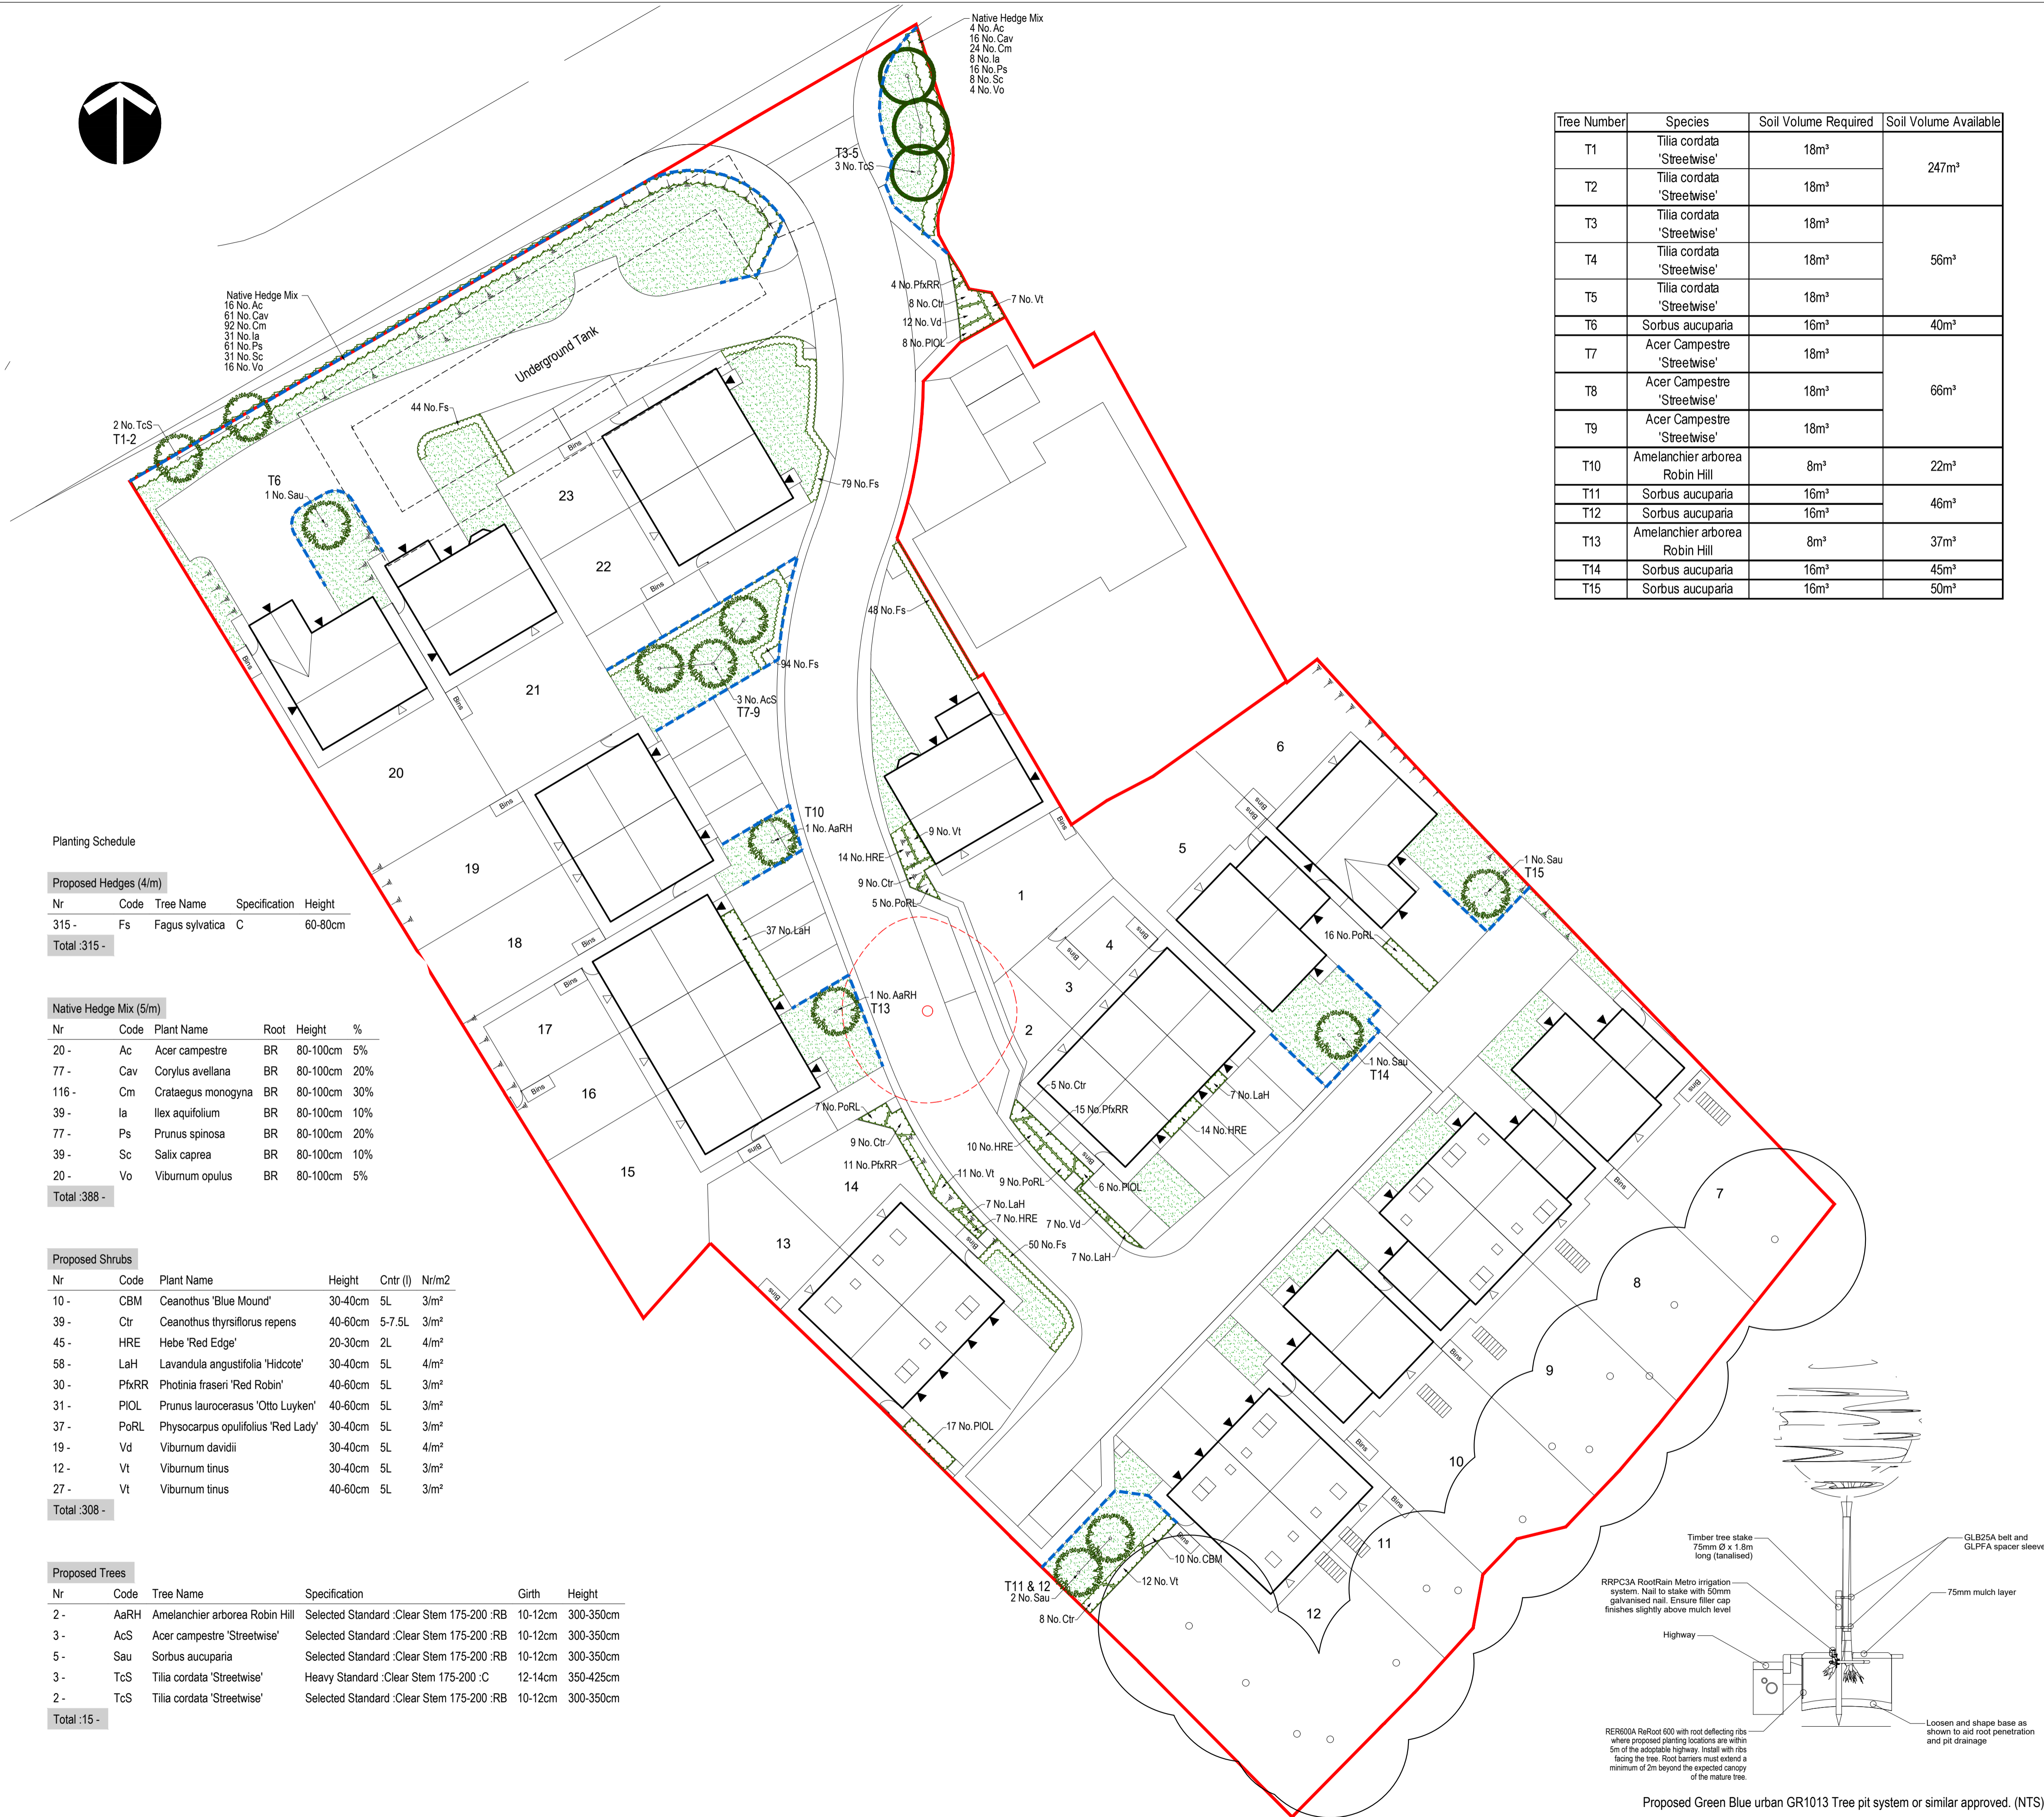 Native Hedge Mix
4 No. Ac
16 No. Cav
24 No. Cm
8 No. Ia
16 No. Ps
8 No. Sc
4 No. Vo
T3-5
3 No. TcS
Tree Number Species Soil Volume Required Soil Volume Available
T1 Tilia cordata 'Streetwise' 18m³ 247m³
T2 Tilia cordata 'Streetwise' 18m³
T3 Tilia cordata 'Streetwise' 18m³ 56m³
T4 Tilia cordata 'Streetwise' 18m³
T5 Tilia cordata 'Streetwise' 18m³
T6 Sorbus aucuparia 16m³ 40m³
T7 Acer Campestre 'Streetwise' 18m³ 66m³
T8 Acer Campestre 'Streetwise' 18m³
T9 Acer Campestre 'Streetwise' 18m³
T10 Amelanchier arborea Robin Hill 8m³ 22m³
T11 Sorbus aucuparia 16m³ 46m³
T12 Sorbus aucuparia 16m³
T13 Amelanchier arborea Robin Hill 8m³ 37m³
T14 Sorbus aucuparia 16m³ 45m³
T15 Sorbus aucuparia 16m³ 50m³
4 No. PfxRR
8 No. Ctr
7 No. Vt
12 No. Vd
8 No. PlOL
Native Hedge Mix
16 No. Ac
61 No. Cav
92 No. Cm
31 No. Ia
61 No. Ps
31 No. Sc
16 No. Vo
Underground Tank
2 No. TcS
T1-2
44 No. Fs
Bins
T6
1 No. Sau
23
79 No. Fs
22
Bins
48 No. Fs
Bins
94 No. Fs
21
Bins
3 No. AcS
T7-9
20
6
Bins
T10
1 No. AaRH
9 No. Vt
14 No. HRE
Bins
Bins
Bins
5
19
9 No. Ctr
5 No. PoRL
1
1 No. Sau
T15
37 No. LaH
18
Bins
4
Bins
Bins
16 No. PoRL
3
17
Bins
1 No. AaRH
T13
2
1 No. Sau
T14
16
Bins
5 No. Ctr
15 No. PfxRR
7 No. LaH
14 No. HRE
Bins
7 No. PoRL
9 No. Ctr
10 No. HRE
11 No. PfxRR
Bins
Bins
15
14
11 No. Vt
9 No. PoRL
6 No. PlOL
Bins
7
7 No. LaH
7 No. HRE
7 No. Vd
7 No. LaH
50 No. Fs
Bins
13
Bins
8
Bins
9
17 No. PlOL
Bins
10
Bins
11
Bins
10 No. CBM
12 No. Vt
T11 & 12
2 No. Sau
8 No. Ctr
12
Planting Schedule
Proposed Hedges (4/m)
Nr Code Tree Name Specification Height
315 - Fs Fagus sylvatica C 60-80cm
Total :315 -
Native Hedge Mix (5/m)
Nr Code Plant Name Root Height %
20 - Ac Acer campestre BR 80-100cm 5%
77 - Cav Corylus avellana BR 80-100cm 20%
116 - Cm Crataegus monogyna BR 80-100cm 30%
39 - Ia Ilex aquifolium BR 80-100cm 10%
77 - Ps Prunus spinosa BR 80-100cm 20%
39 - Sc Salix caprea BR 80-100cm 10%
20 - Vo Viburnum opulus BR 80-100cm 5%
Total :388 -
Proposed Shrubs
Nr Code Plant Name Height Cntr (l) Nr/m2
10 - CBM Ceanothus 'Blue Mound' 30-40cm 5L 3/m²
39 - Ctr Ceanothus thyrsiflorus repens 40-60cm 5-7.5L 3/m²
45 - HRE Hebe 'Red Edge' 20-30cm 2L 4/m²
58 - LaH Lavandula angustifolia 'Hidcote' 30-40cm 5L 4/m²
30 - PfxRR Photinia fraseri 'Red Robin' 40-60cm 5L 3/m²
31 - PlOL Prunus laurocerasus 'Otto Luyken' 40-60cm 5L 3/m²
37 - PoRL Physocarpus opulifolius 'Red Lady' 30-40cm 5L 3/m²
19 - Vd Viburnum davidii 30-40cm 5L 4/m²
12 - Vt Viburnum tinus 30-40cm 5L 3/m²
27 - Vt Viburnum tinus 40-60cm 5L 3/m²
Total :308 -
Proposed Trees
Nr Code Tree Name Specification Girth Height
2 - AaRH Amelanchier arborea Robin Hill Selected Standard :Clear Stem 175-200 :RB 10-12cm 300-350cm
3 - AcS Acer campestre 'Streetwise' Selected Standard :Clear Stem 175-200 :RB 10-12cm 300-350cm
5 - Sau Sorbus aucuparia Selected Standard :Clear Stem 175-200 :RB 10-12cm 300-350cm
3 - TcS Tilia cordata 'Streetwise' Heavy Standard :Clear Stem 175-200 :C 12-14cm 350-425cm
2 - TcS Tilia cordata 'Streetwise' Selected Standard :Clear Stem 175-200 :RB 10-12cm 300-350cm
Total :15 -
Timber tree stake
75mm Ø x 1.8m
long (tanalised)
GLB25A belt and
GLPFA spacer sleeve
RRPC3A RootRain Metro irrigation
system. Nail to stake with 50mm
galvanised nail. Ensure filler cap
finishes slightly above mulch level
75mm mulch layer
Highway
RER600A ReRoot 600 with root deflecting ribs
where proposed planting locations are within
5m of the adoptable highway. Install with ribs
facing the tree. Root barriers must extend a
minimum of 2m beyond the expected canopy
of the mature tree.
Loosen and shape base as
shown to aid root penetration
and pit drainage
Proposed Green Blue urban GR1013 Tree pit system or similar approved. (NTS)